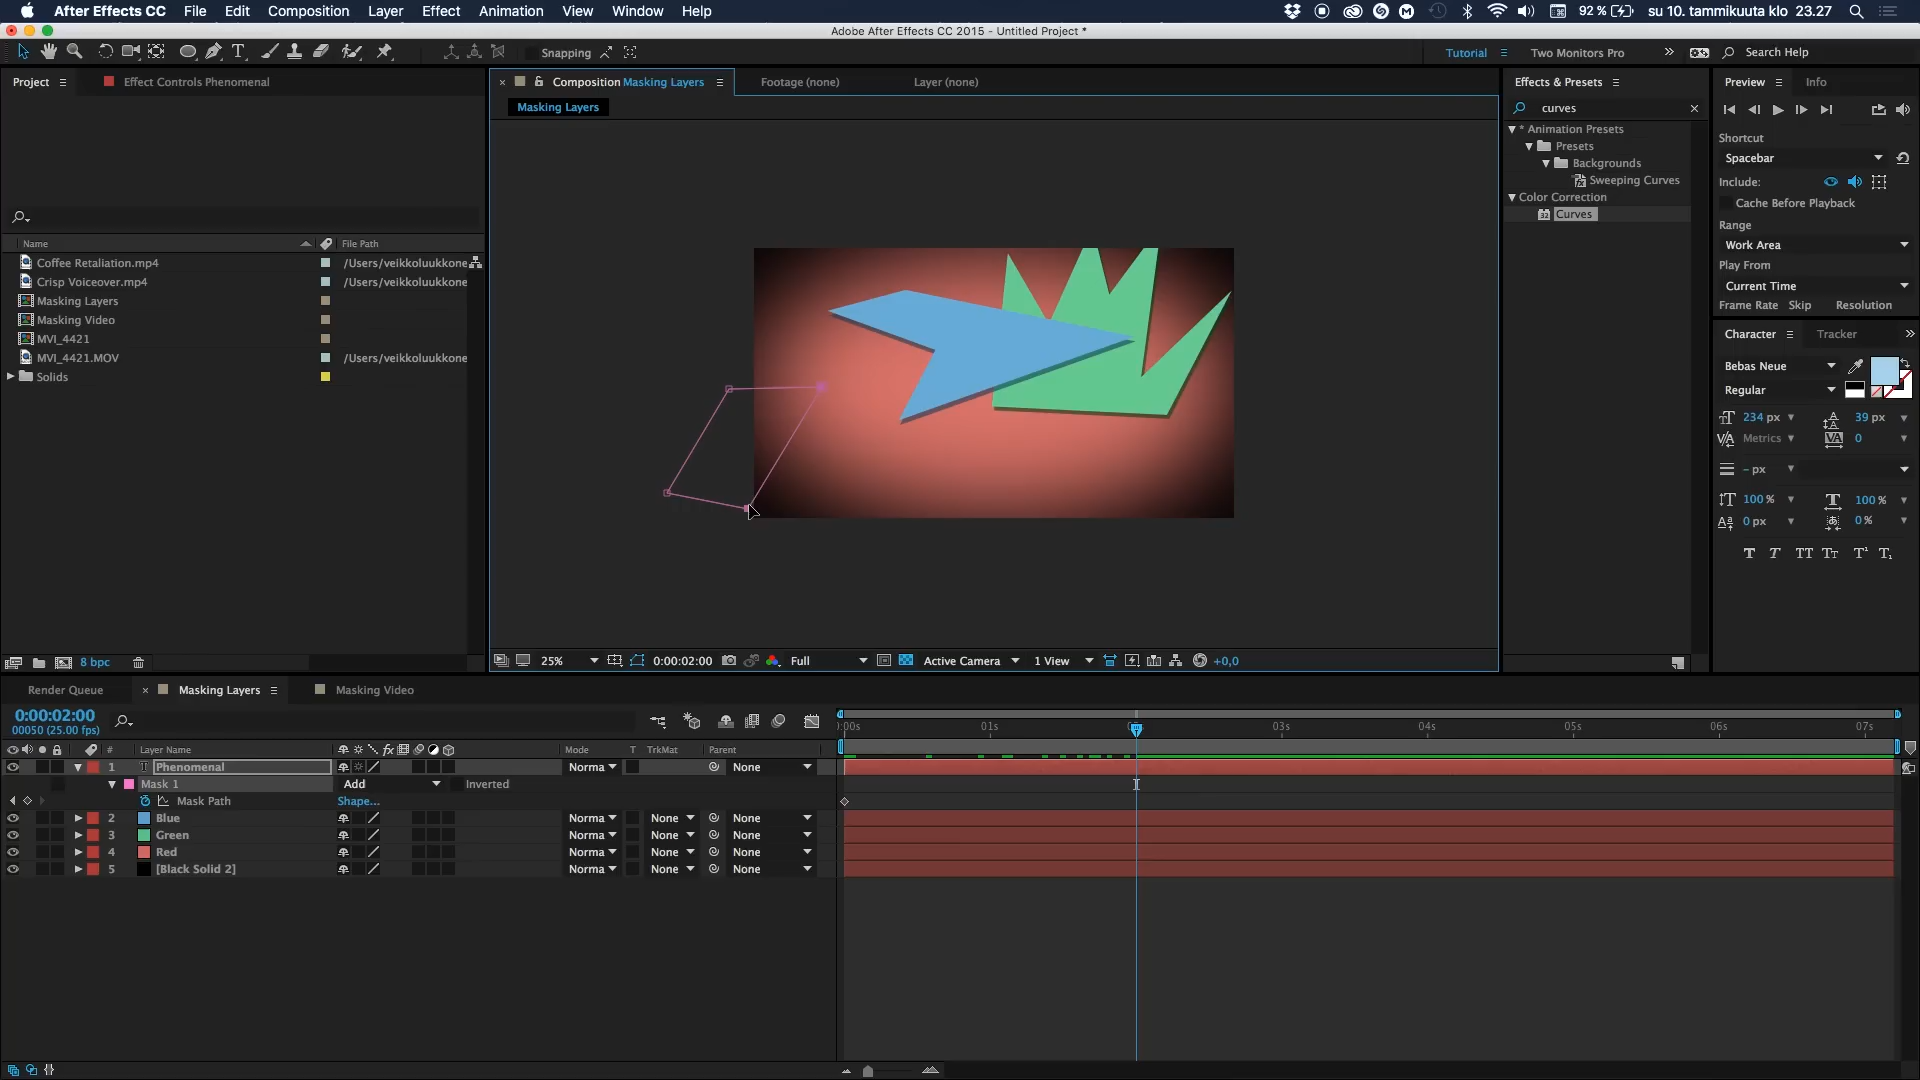 After Effects CC File Edit Composition Layer Effect Animation View Window Help 92 % su 10. tammikuuta klo 23.27
Adobe After Effects CC 2015 - Untitled Project *
Snapping Tutorial Two Monitors Pro Search Help
Project Effect Controls Phenomenal
Name File Path
Coffee Retaliation.mp4 /Users/veikkoluukkone
Crisp Voiceover.mp4 /Users/veikkoluukkone
Masking Layers
Masking Video
MVI_4421
MVI_4421.MOV /Users/veikkoluukkone
Solids
8 bpc
Composition Masking Layers Footage (none) Layer (none)
Masking Layers
25% 0:00:02:00 Full Active Camera 1 View +0,0
Effects & Presets
curves
* Animation Presets
Presets
Backgrounds
Sweeping Curves
Color Correction
32 Curves
Preview Info
Shortcut
Spacebar
Include:
Cache Before Playback
Range
Work Area
Play From
Current Time
Frame Rate Skip Resolution
Character Tracker
Bebas Neue
Regular
234 px 39 px
Metrics 0
- px
100 % 100 %
0 px 0 %
T T TT Tt T¹ T₁
Render Queue Masking Layers Masking Video
0:00:02:00
00050 (25.00 fps)
:00s 01s 03s 04s 05s 06s 07s
# Layer Name Mode T TrkMat Parent
1 T Phenomenal Norma None
Mask 1 Add Inverted
Mask Path Shape...
2 Blue Norma None None
3 Green Norma None None
4 Red Norma None None
5 [Black Solid 2] Norma None None